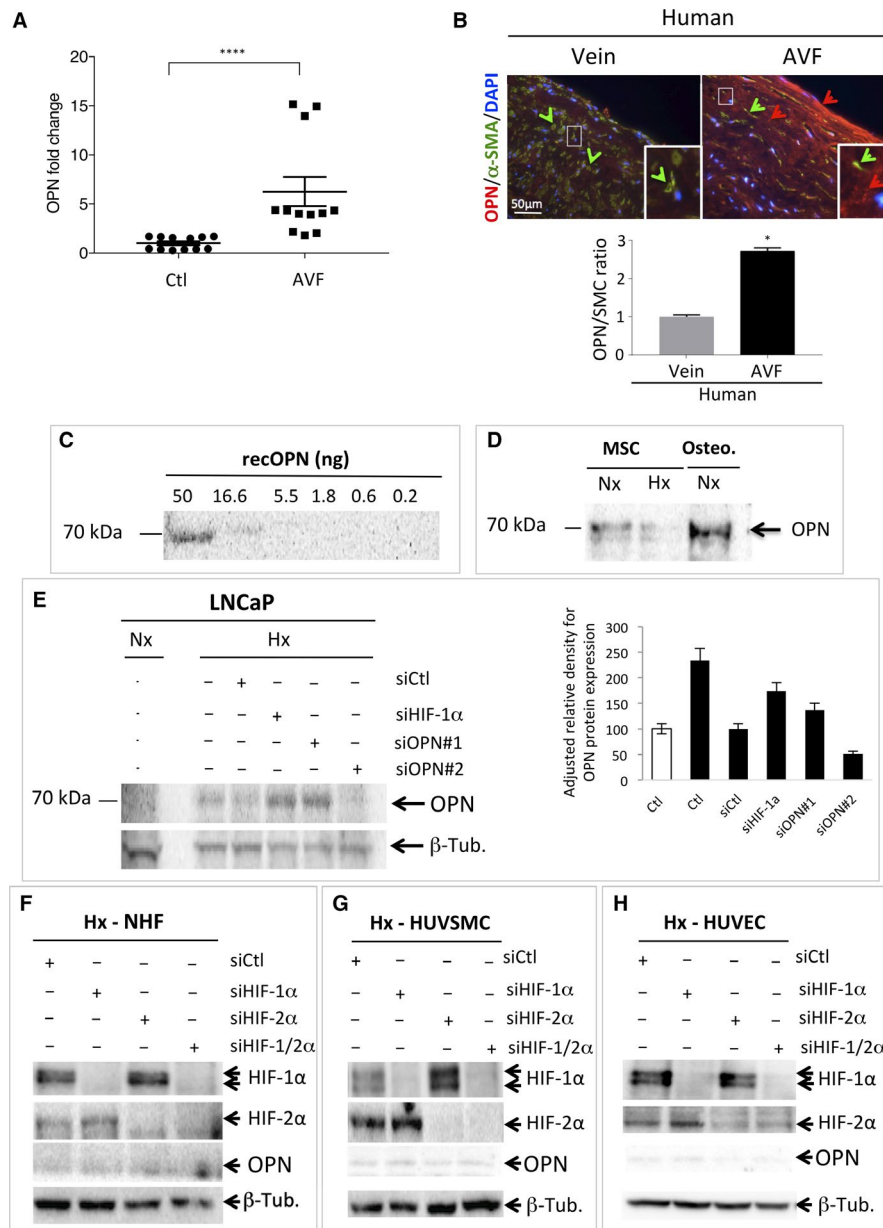 A
20
15
10
5
0
OPN fold change
****
Ctl
AVF
B
Human
Vein
AVF
OPN/α-SMA/DAPI
50µm
OPN/SMC ratio
3
2
1
0
*
Vein
AVF
Human
C
recOPN (ng)
50 16.6 5.5 1.8 0.6 0.2
70 kDa
D
MSC Osteo.
Nx Hx Nx
70 kDa
OPN
E
LNCaP
Nx Hx
- – + – – – siCtl
- – – + – – siHIF-1α
- – – – + – siOPN#1
- – – – – + siOPN#2
70 kDa
OPN
β-Tub.
Adjusted relative density for
OPN protein expression
300
250
200
150
100
50
0
Ctl
Ctl
siCtl
siHIF-1a
siOPN#1
siOPN#2
F
Hx - NHF
+ – – – siCtl
– + – – siHIF-1α
– – + – siHIF-2α
– – – + siHIF-1/2α
HIF-1α
HIF-2α
OPN
β-Tub.
G
Hx - HUVSMC
+ – – – siCtl
– + – – siHIF-1α
– – + – siHIF-2α
– – – + siHIF-1/2α
HIF-1α
HIF-2α
OPN
β-Tub.
H
Hx - HUVEC
+ – – – siCtl
– + – – siHIF-1α
– – + – siHIF-2α
– – – + siHIF-1/2α
HIF-1α
HIF-2α
OPN
β-Tub.